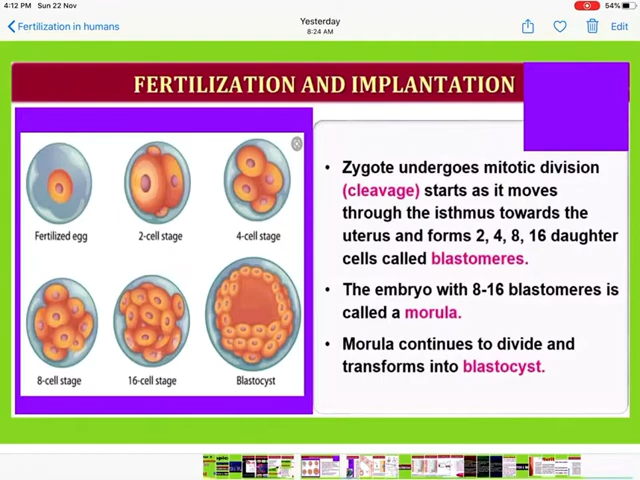 4:12 PM Sun 22 Nov
54%
Fertilization in humans
Yesterday
8:24 AM
Edit
FERTILIZATION AND IMPLANTATION
Fertilized egg
2-cell stage
4-cell stage
8-cell stage
16-cell stage
Blastocyst
• Zygote undergoes mitotic division
(cleavage) starts as it moves
through the isthmus towards the
uterus and forms 2, 4, 8, 16 daughter
cells called blastomeres.
• The embryo with 8-16 blastomeres is
called a morula.
• Morula continues to divide and
transforms into blastocyst.